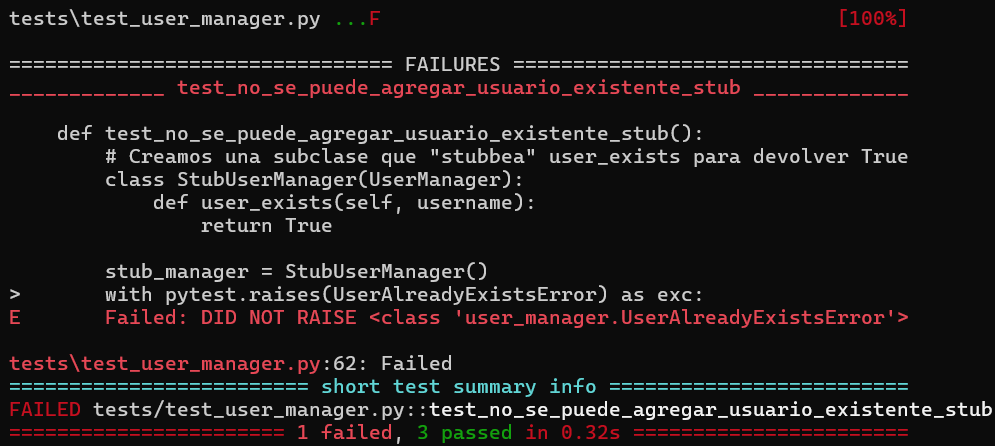 tests\test_user_manager.py ...F [100%]
================================ FAILURES =================================
_____________ test_no_se_puede_agregar_usuario_existente_stub _____________
def test_no_se_puede_agregar_usuario_existente_stub():
# Creamos una subclase que "stubbea" user_exists para devolver True
class StubUserManager(UserManager):
def user_exists(self, username):
return True
stub_manager = StubUserManager()
> with pytest.raises(UserAlreadyExistsError) as exc:
E Failed: DID NOT RAISE <class 'user_manager.UserAlreadyExistsError'>
tests\test_user_manager.py:62: Failed
========================= short test summary info =========================
FAILED tests/test_user_manager.py::test_no_se_puede_agregar_usuario_existente_stub
======================= 1 failed, 3 passed in 0.32s =======================